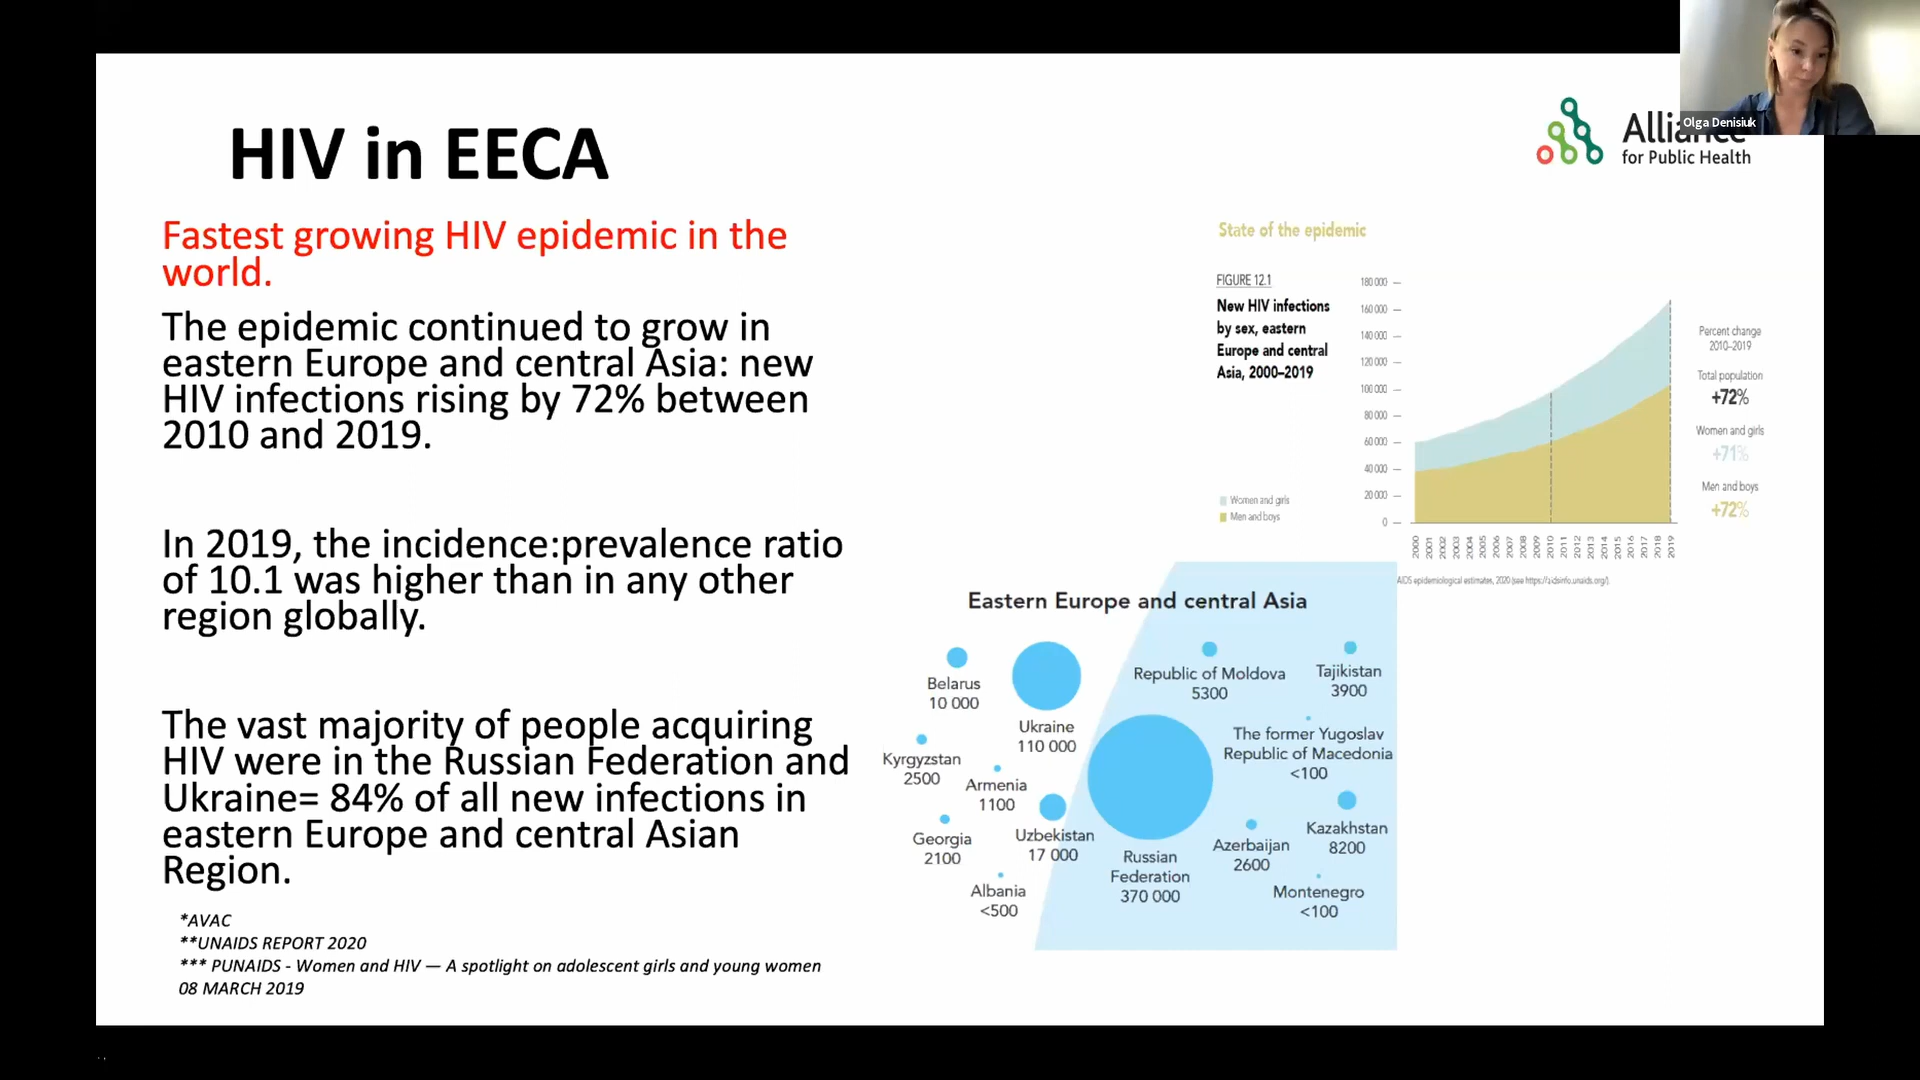 HIV in EECA
Fastest growing HIV epidemic in the
world.
The epidemic continued to grow in
eastern Europe and central Asia: new
HIV infections rising by 72% between
2010 and 2019.
In 2019, the incidence:prevalence ratio
of 10.1 was higher than in any other
region globally.
The vast majority of people acquiring
HIV were in the Russian Federation and
Ukraine= 84% of all new infections in
eastern Europe and central Asian
Region.
*AVAC
**UNAIDS REPORT 2020
*** PUNAIDS - Women and HIV — A spotlight on adolescent girls and young women
08 MARCH 2019
Olga Denisiuk
Alliance
for Public Health
State of the epidemic
FIGURE 12.1
New HIV infections
by sex, eastern
Europe and central
Asia, 2000–2019
Women and girls
Men and boys
180 000
160 000
140 000
120 000
100 000
80 000
60 000
40 000
20 000
0
2000
2001
2002
2003
2004
2005
2006
2007
2008
2009
2010
2011
2012
2013
2014
2015
2016
2017
2018
2019
Percent change
2010–2019
Total population
+72%
Women and girls
+71%
Men and boys
+72%
AIDS epidemiological estimates, 2020 (see https://aidsinfo.unaids.org/).
Eastern Europe and central Asia
Belarus
10 000
Ukraine
110 000
Republic of Moldova
5300
Tajikistan
3900
Kyrgyzstan
2500
Armenia
1100
The former Yugoslav
Republic of Macedonia
<100
Georgia
2100
Uzbekistan
17 000
Russian
Federation
370 000
Azerbaijan
2600
Kazakhstan
8200
Albania
<500
Montenegro
<100